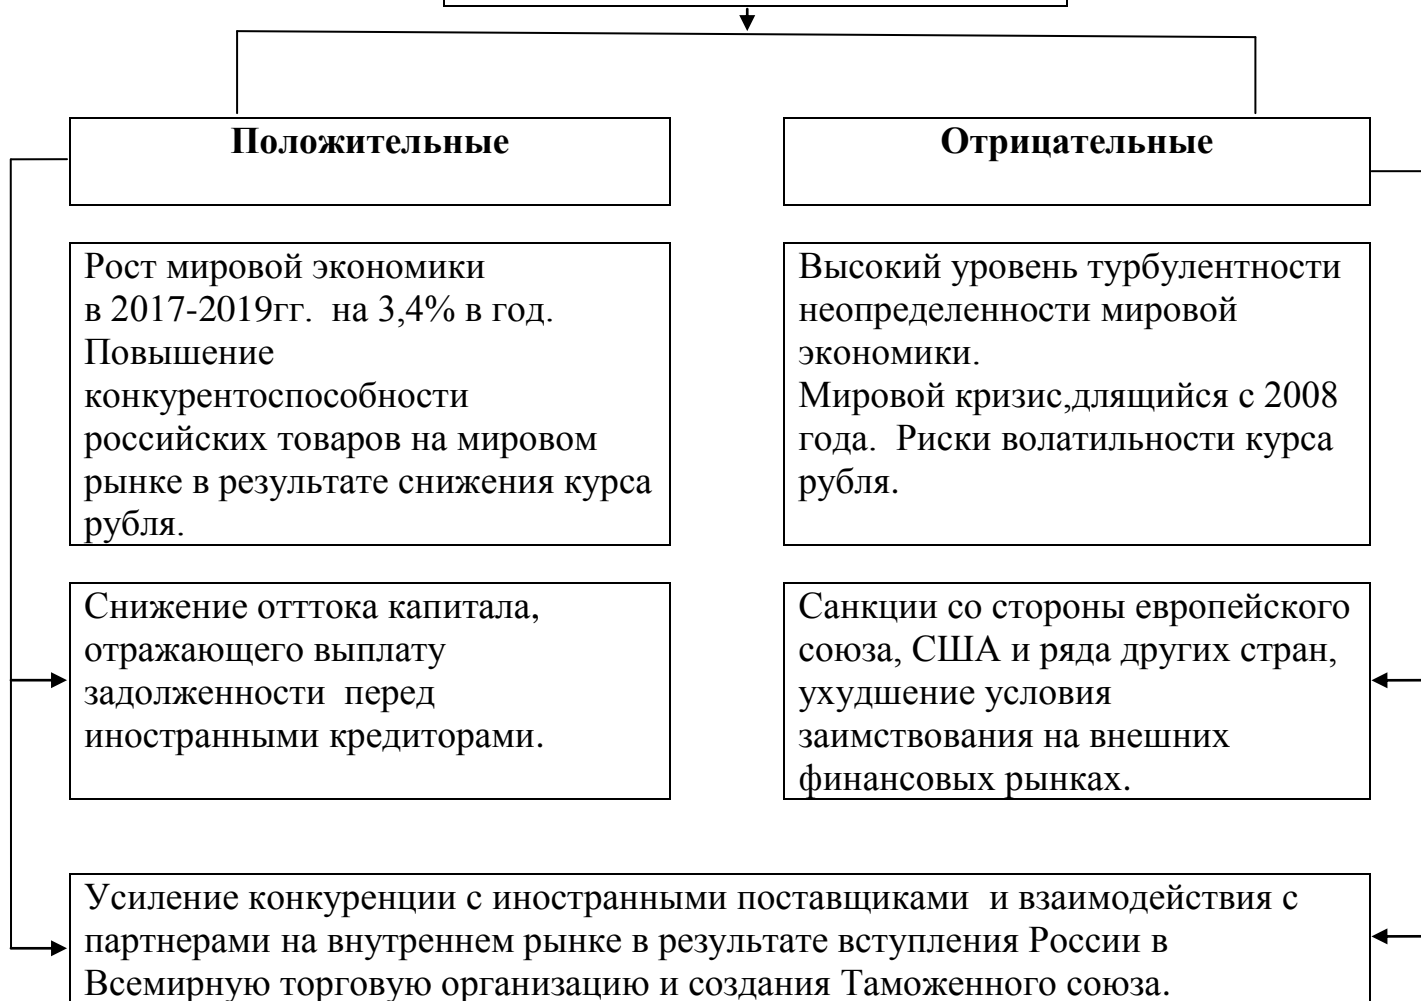 Положительные
Отрицательные
Рост мировой экономики
в 2017-2019гг.  на 3,4% в год.
Повышение
конкурентоспособности
российских товаров на мировом
рынке в результате снижения курса
рубля.
Высокий уровень турбулентности
неопределенности мировой
экономики.
Мировой кризис,длящийся с 2008
года.  Риски волатильности курса
рубля.
Снижение отттока капитала,
отражающего выплату
задолженности  перед
иностранными кредиторами.
Санкции со стороны европейского
союза, США и ряда других стран,
ухудшение условия
заимствования на внешних
финансовых рынках.
Усиление конкуренции с иностранными поставщиками  и взаимодействия с
партнерами на внутреннем рынке в результате вступления России в
Всемирную торговую организацию и создания Таможенного союза.